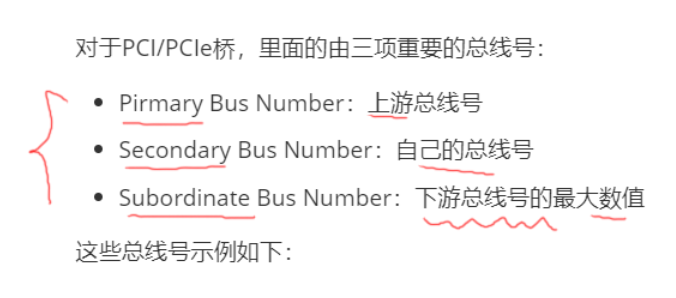 对于PCI/PCIe桥，里面的由三项重要的总线号：
• Pirmary Bus Number：上游总线号
• Secondary Bus Number：自己的总线号
• Subordinate Bus Number：下游总线号的最大数值
这些总线号示例如下：